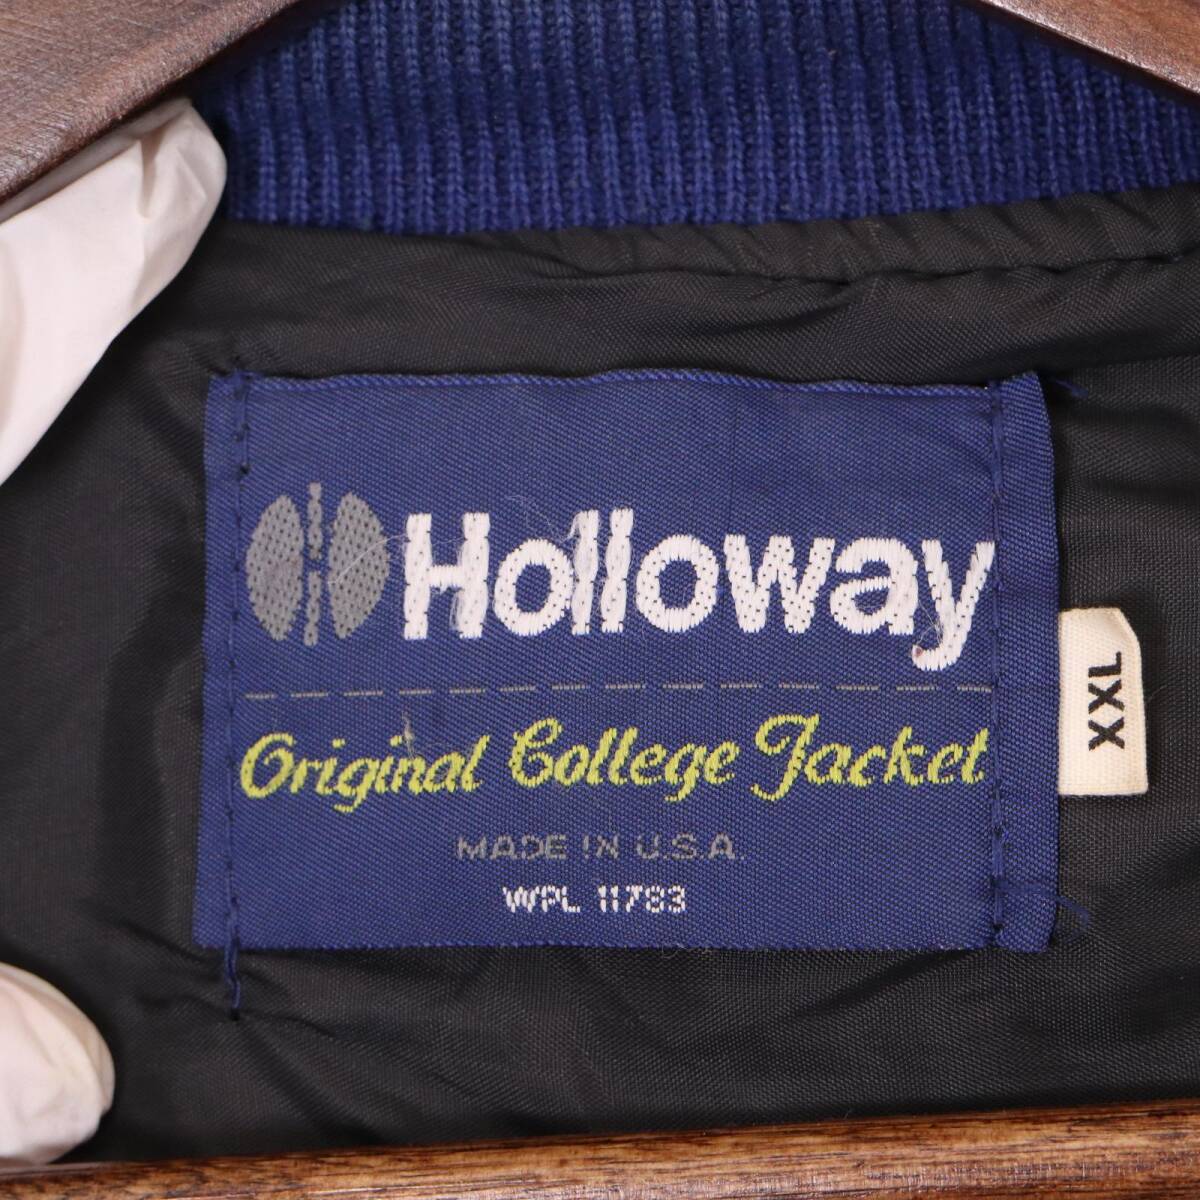 Holloway
Original College Jacket
MADE IN U.S.A.
WPL 11783
XXL